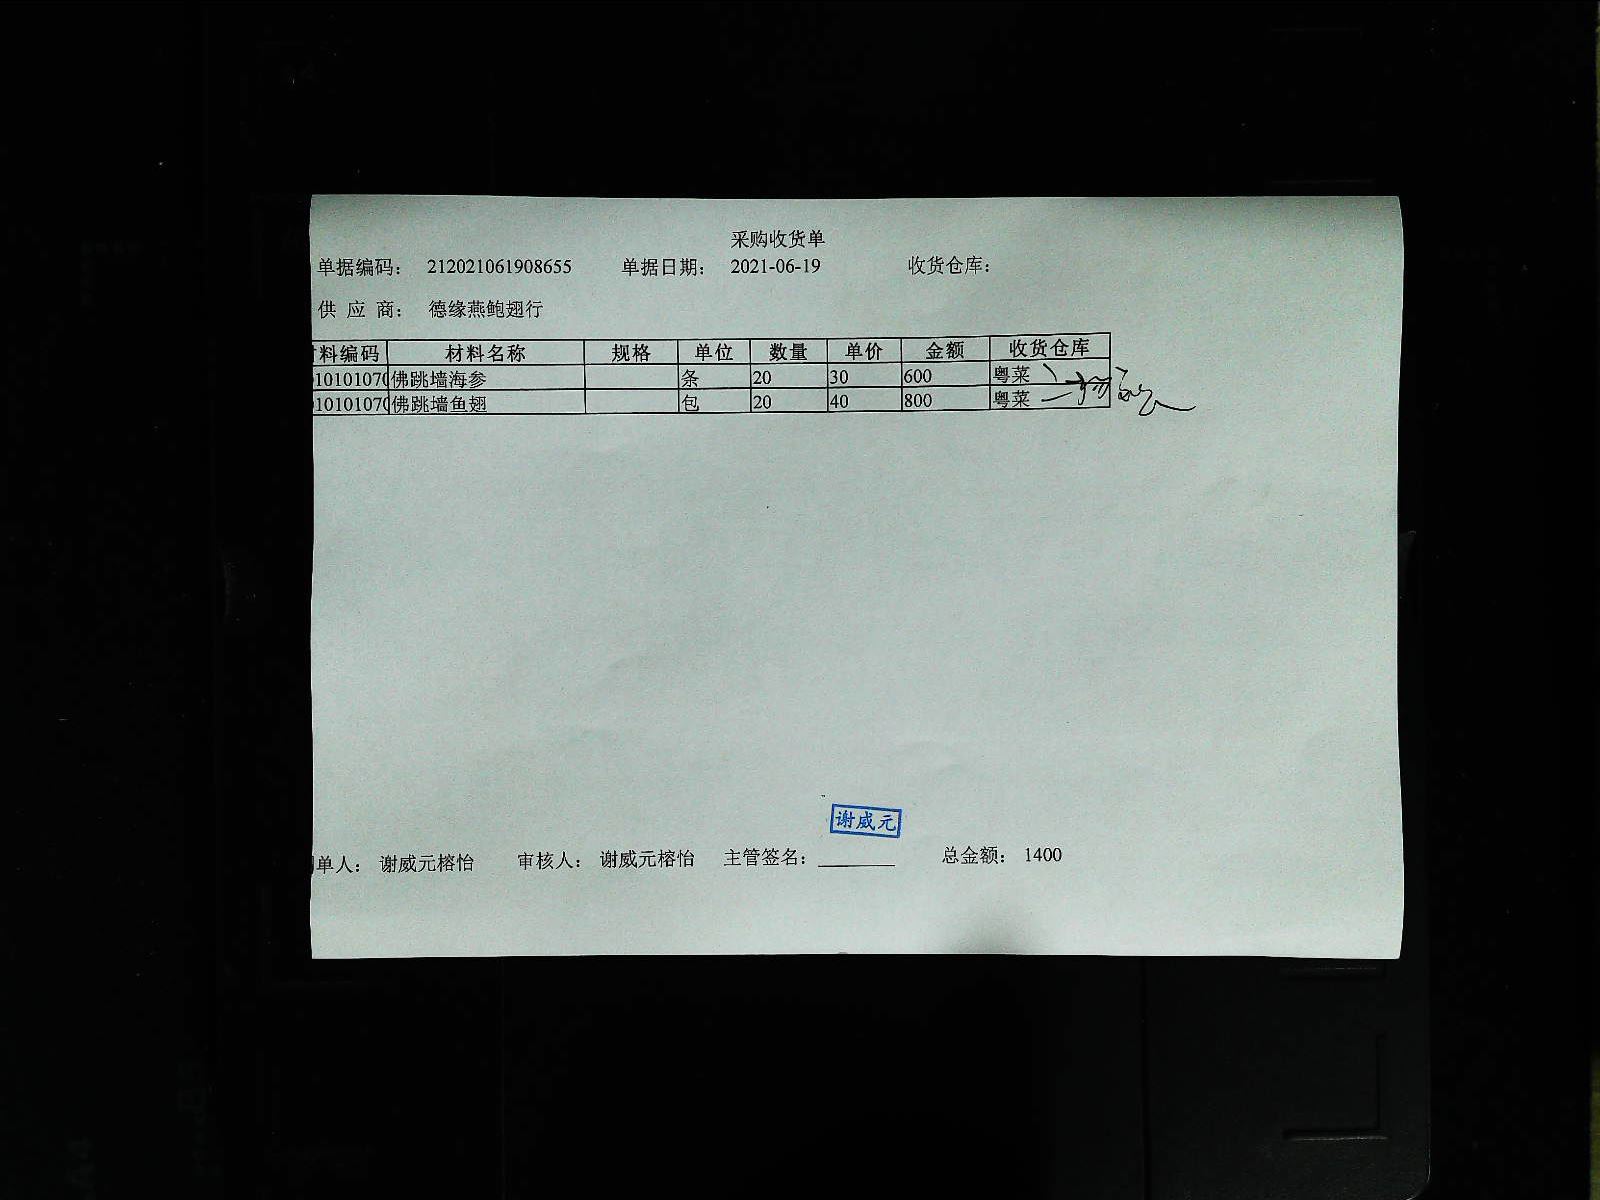 采购收货单
单据编码： 212021061908655 单据日期： 2021-06-19 收货仓库：
供 应 商： 德缘燕鲍翅行
料编码 材料名称 规格 单位 数量 单价 金额 收货仓库
10101070 佛跳墙海参 条 20 30 600 粤菜
10101070 佛跳墙鱼翅 包 20 40 800 粤菜
谢威元
单人： 谢威元榕怡 审核人： 谢威元榕怡 主管签名： 总金额： 1400